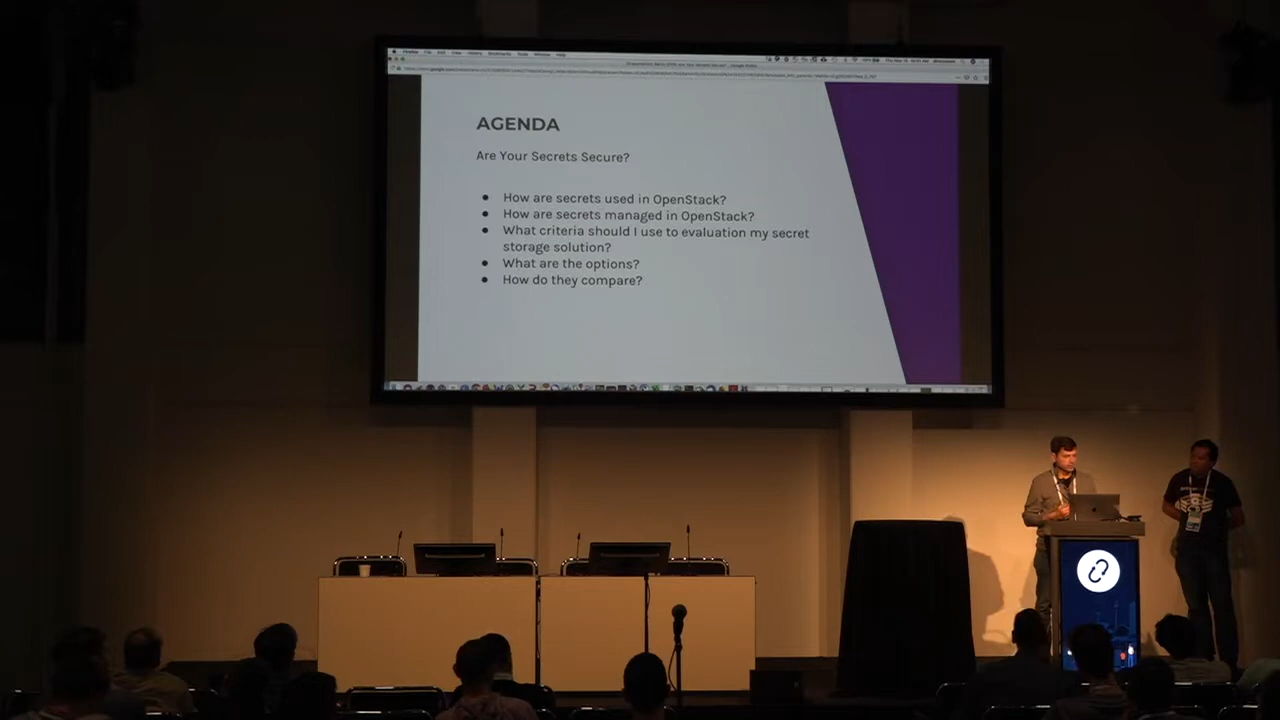 AGENDA
Are Your Secrets Secure?
● How are secrets used in OpenStack?
● How are secrets managed in OpenStack?
● What criteria should I use to evaluation my secret
storage solution?
● What are the options?
● How do they compare?